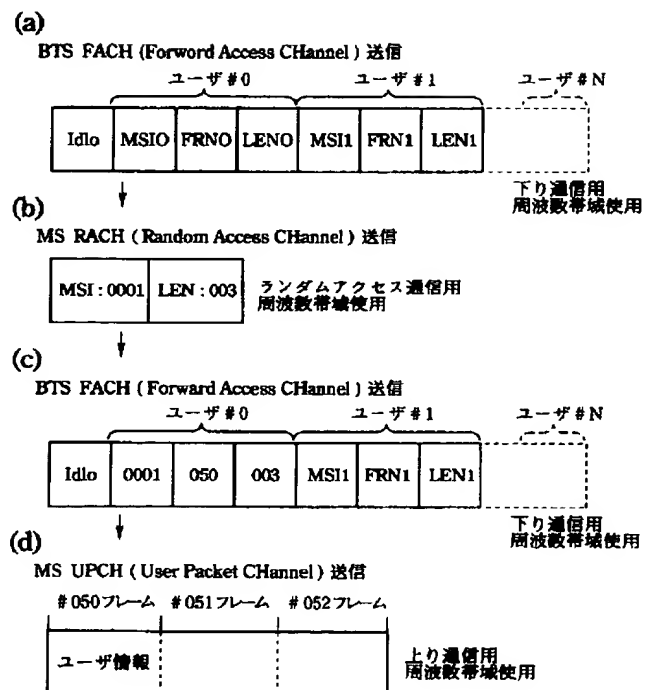 (a)
BTS FACH (Forword Access CHannel) 送信
ユーザ#0 ユーザ#1 ユーザ#N
Idlo MSI0 FRN0 LEN0 MSI1 FRN1 LEN1
下り通信用
周波数帯域使用
(b)
MS RACH (Random Access CHannel) 送信
MSI:0001 LEN:003
ランダムアクセス通信用
周波数帯域使用
(c)
BTS FACH (Forward Access CHannel) 送信
ユーザ#0 ユーザ#1 ユーザ#N
Idlo 0001 050 003 MSI1 FRN1 LEN1
下り通信用
周波数帯域使用
(d)
MS UPCH (User Packet CHannel) 送信
#050フレーム #051フレーム #052フレーム
ユーザ情報
上り通信用
周波数帯域使用